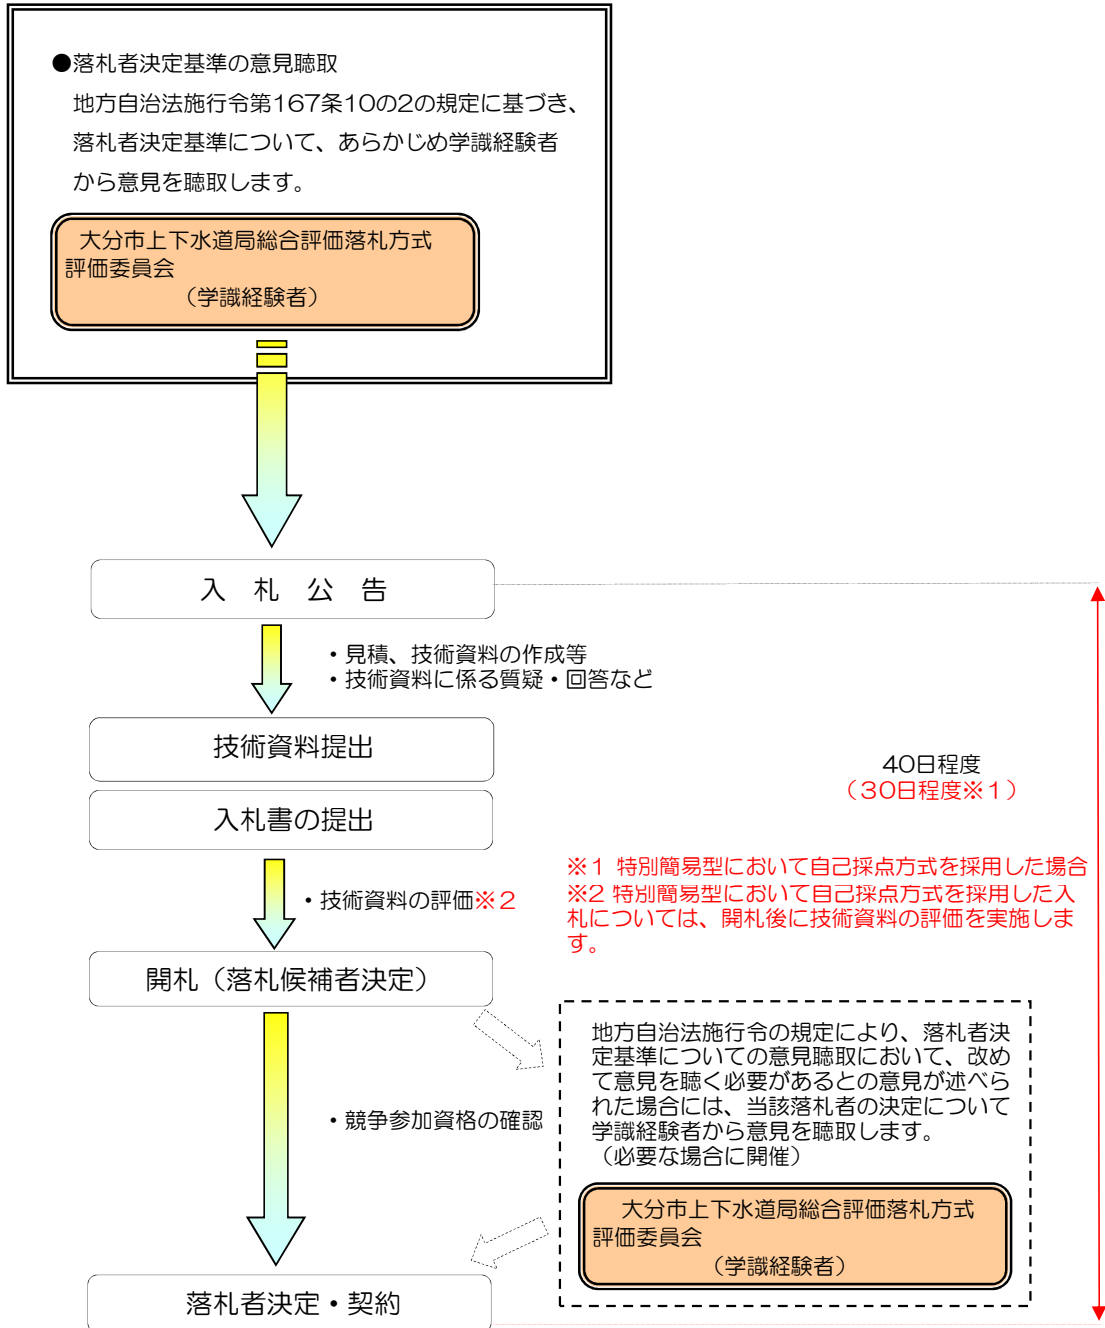 ●落札者決定基準の意見聴取
地方自治法施行令第167条10の2の規定に基づき、
落札者決定基準について、あらかじめ学識経験者
から意見を聴取します。
大分市上下水道局総合評価落札方式
評価委員会
（学識経験者）
入 札 公 告
・見積、技術資料の作成等
・技術資料に係る質疑・回答など
技術資料提出
40日程度
（30日程度※1）
入札書の提出
※1 特別簡易型において自己採点方式を採用した場合
※2 特別簡易型において自己採点方式を採用した入
札については、開札後に技術資料の評価を実施しま
す。
・技術資料の評価※2
開札（落札候補者決定）
地方自治法施行令の規定により、落札者決
定基準についての意見聴取において、改め
て意見を聴く必要があるとの意見が述べら
れた場合には、当該落札者の決定について
学識経験者から意見を聴取します。
（必要な場合に開催）
・競争参加資格の確認
大分市上下水道局総合評価落札方式
評価委員会
（学識経験者）
落札者決定・契約